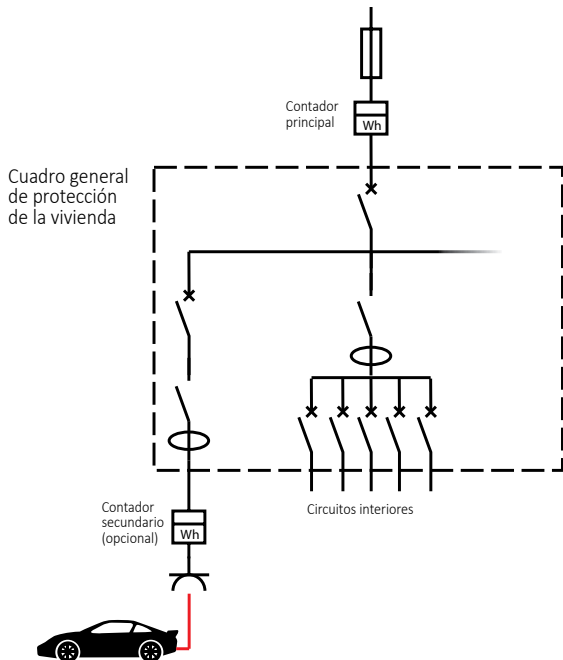 Contador
principal
Wh
Cuadro general
de protección
de la vivienda
Contador
secundario
(opcional)
Wh
Circuitos interiores